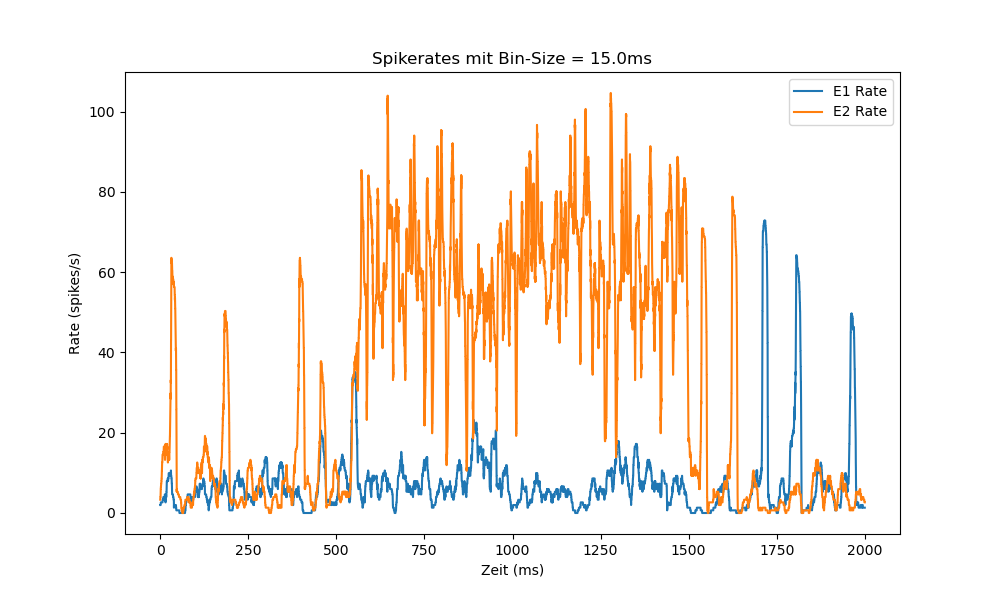 Spikerates mit Bin-Size = 15.0ms
E1 Rate
E2 Rate
Rate (spikes/s)
100
80
60
40
20
0
0 250 500 750 1000 1250 1500 1750 2000
Zeit (ms)